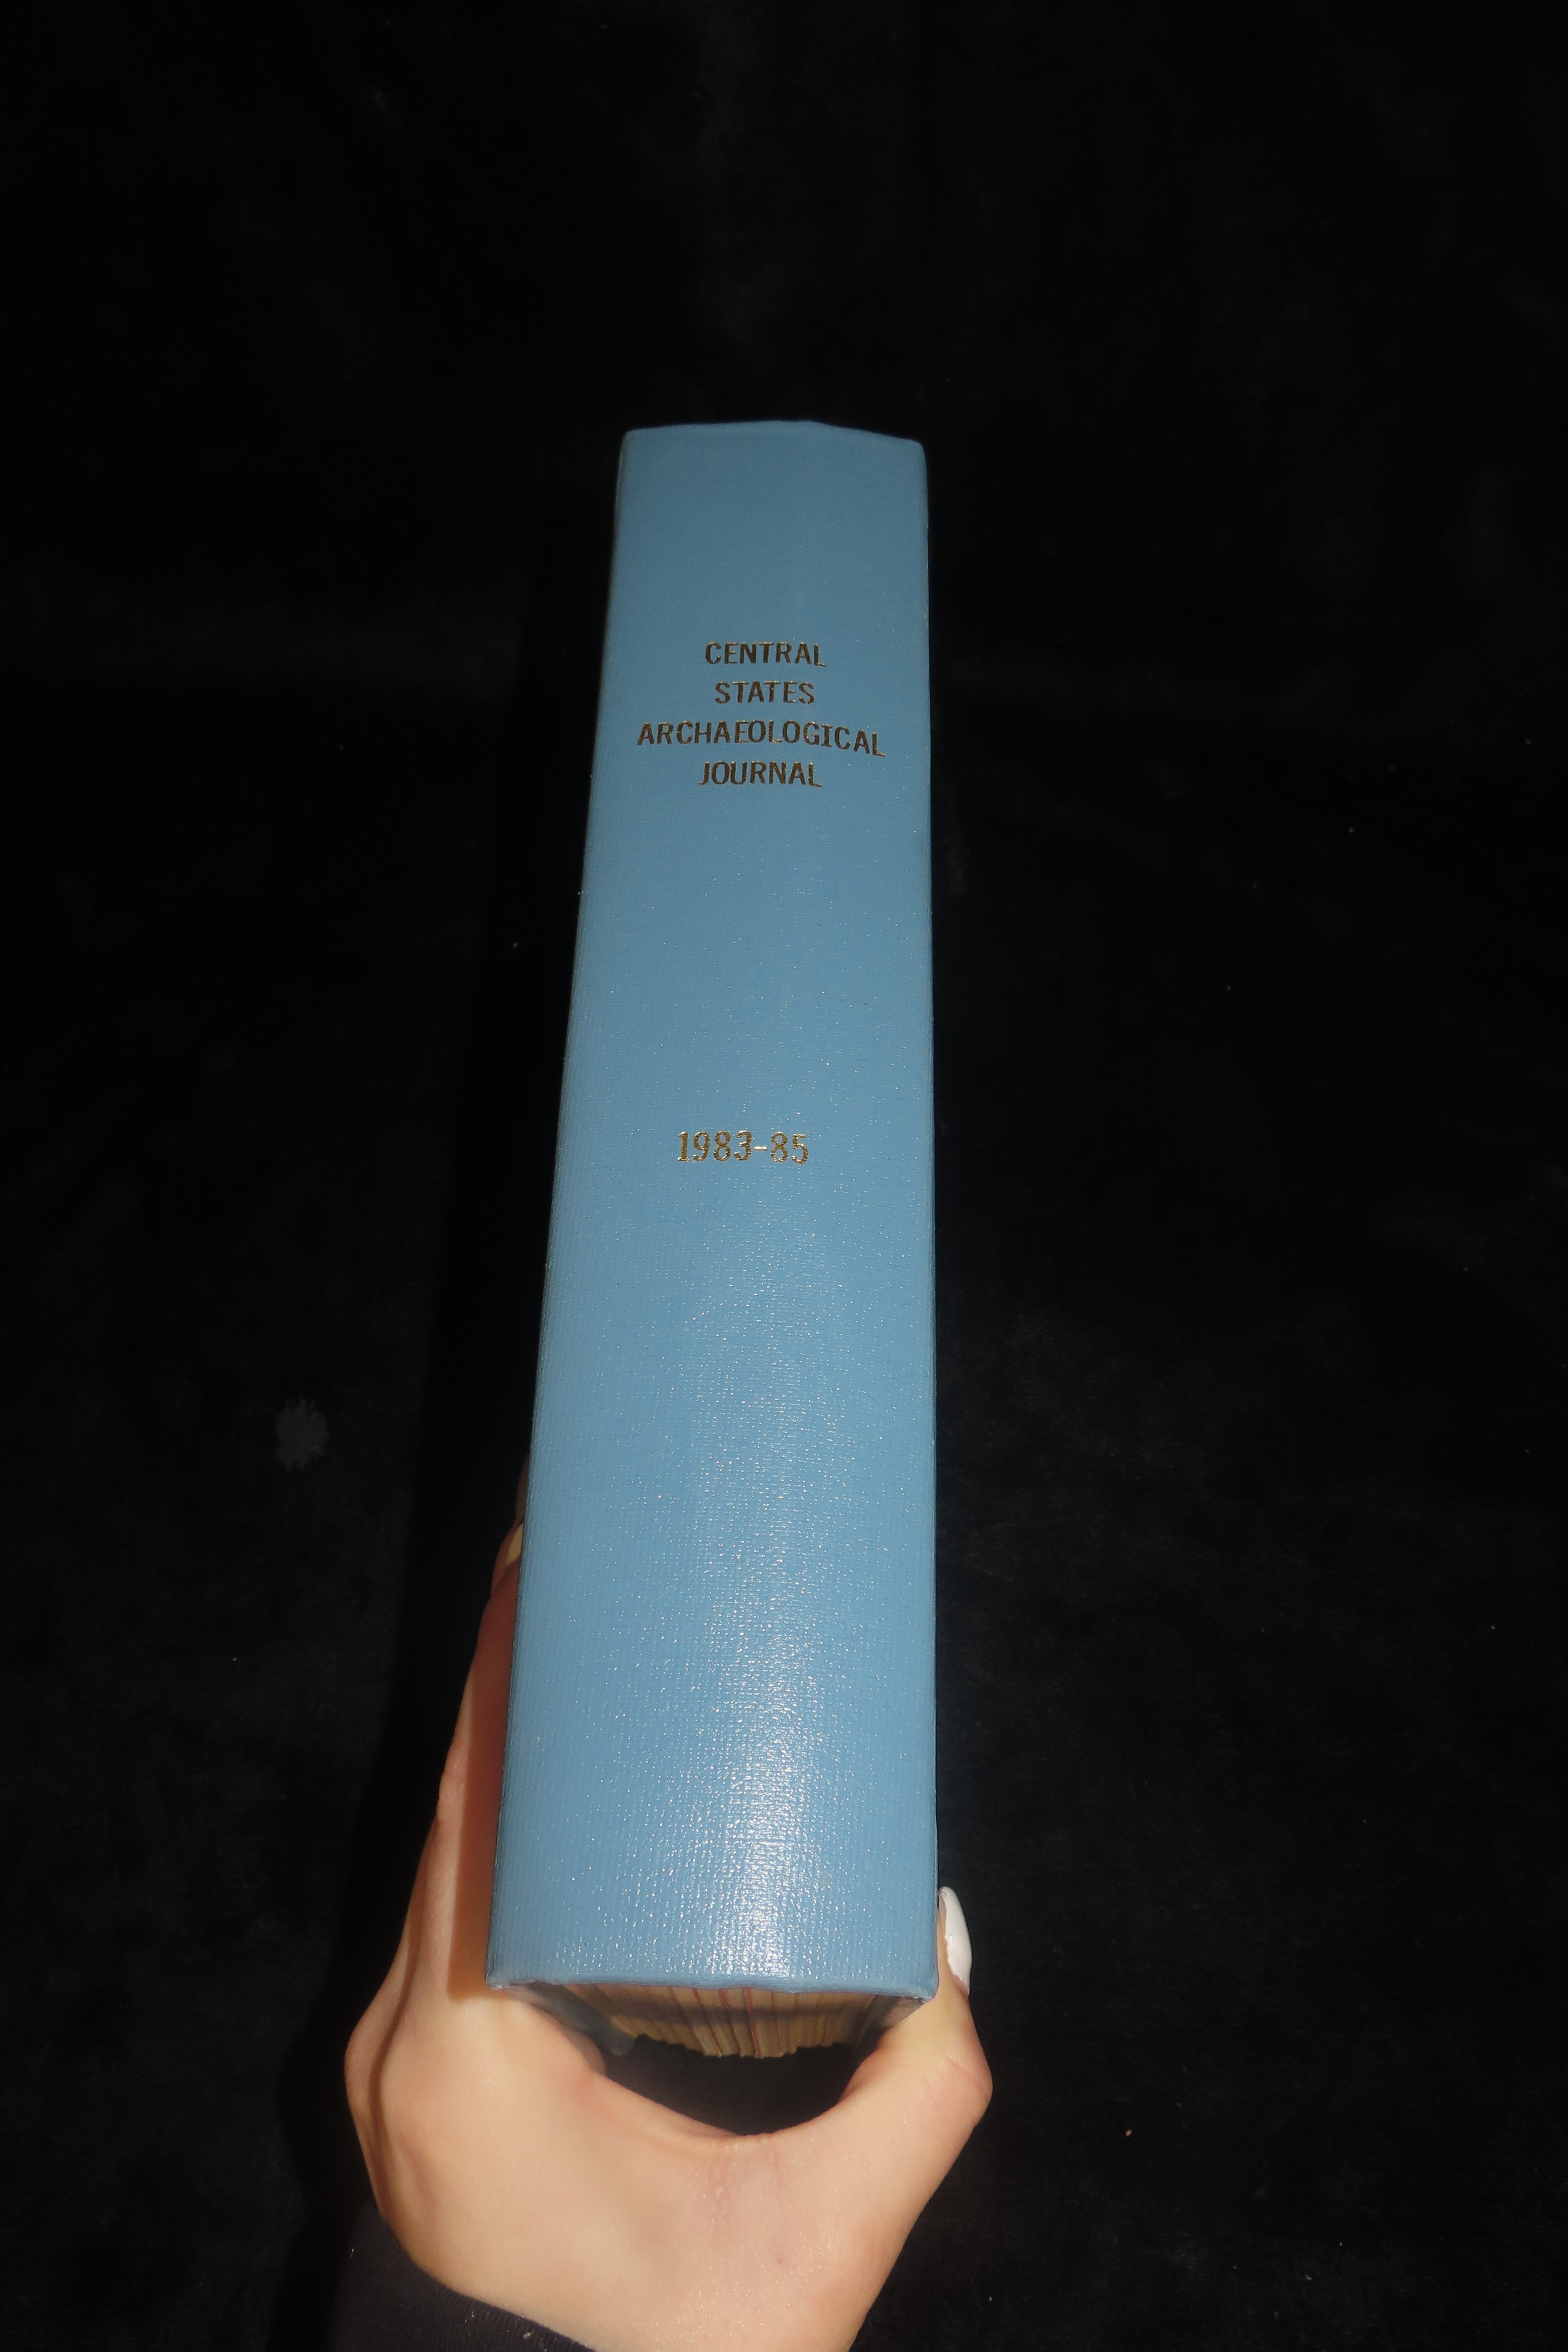 CENTRAL
STATES
ARCHAEOLOGICAL
JOURNAL
1983-85